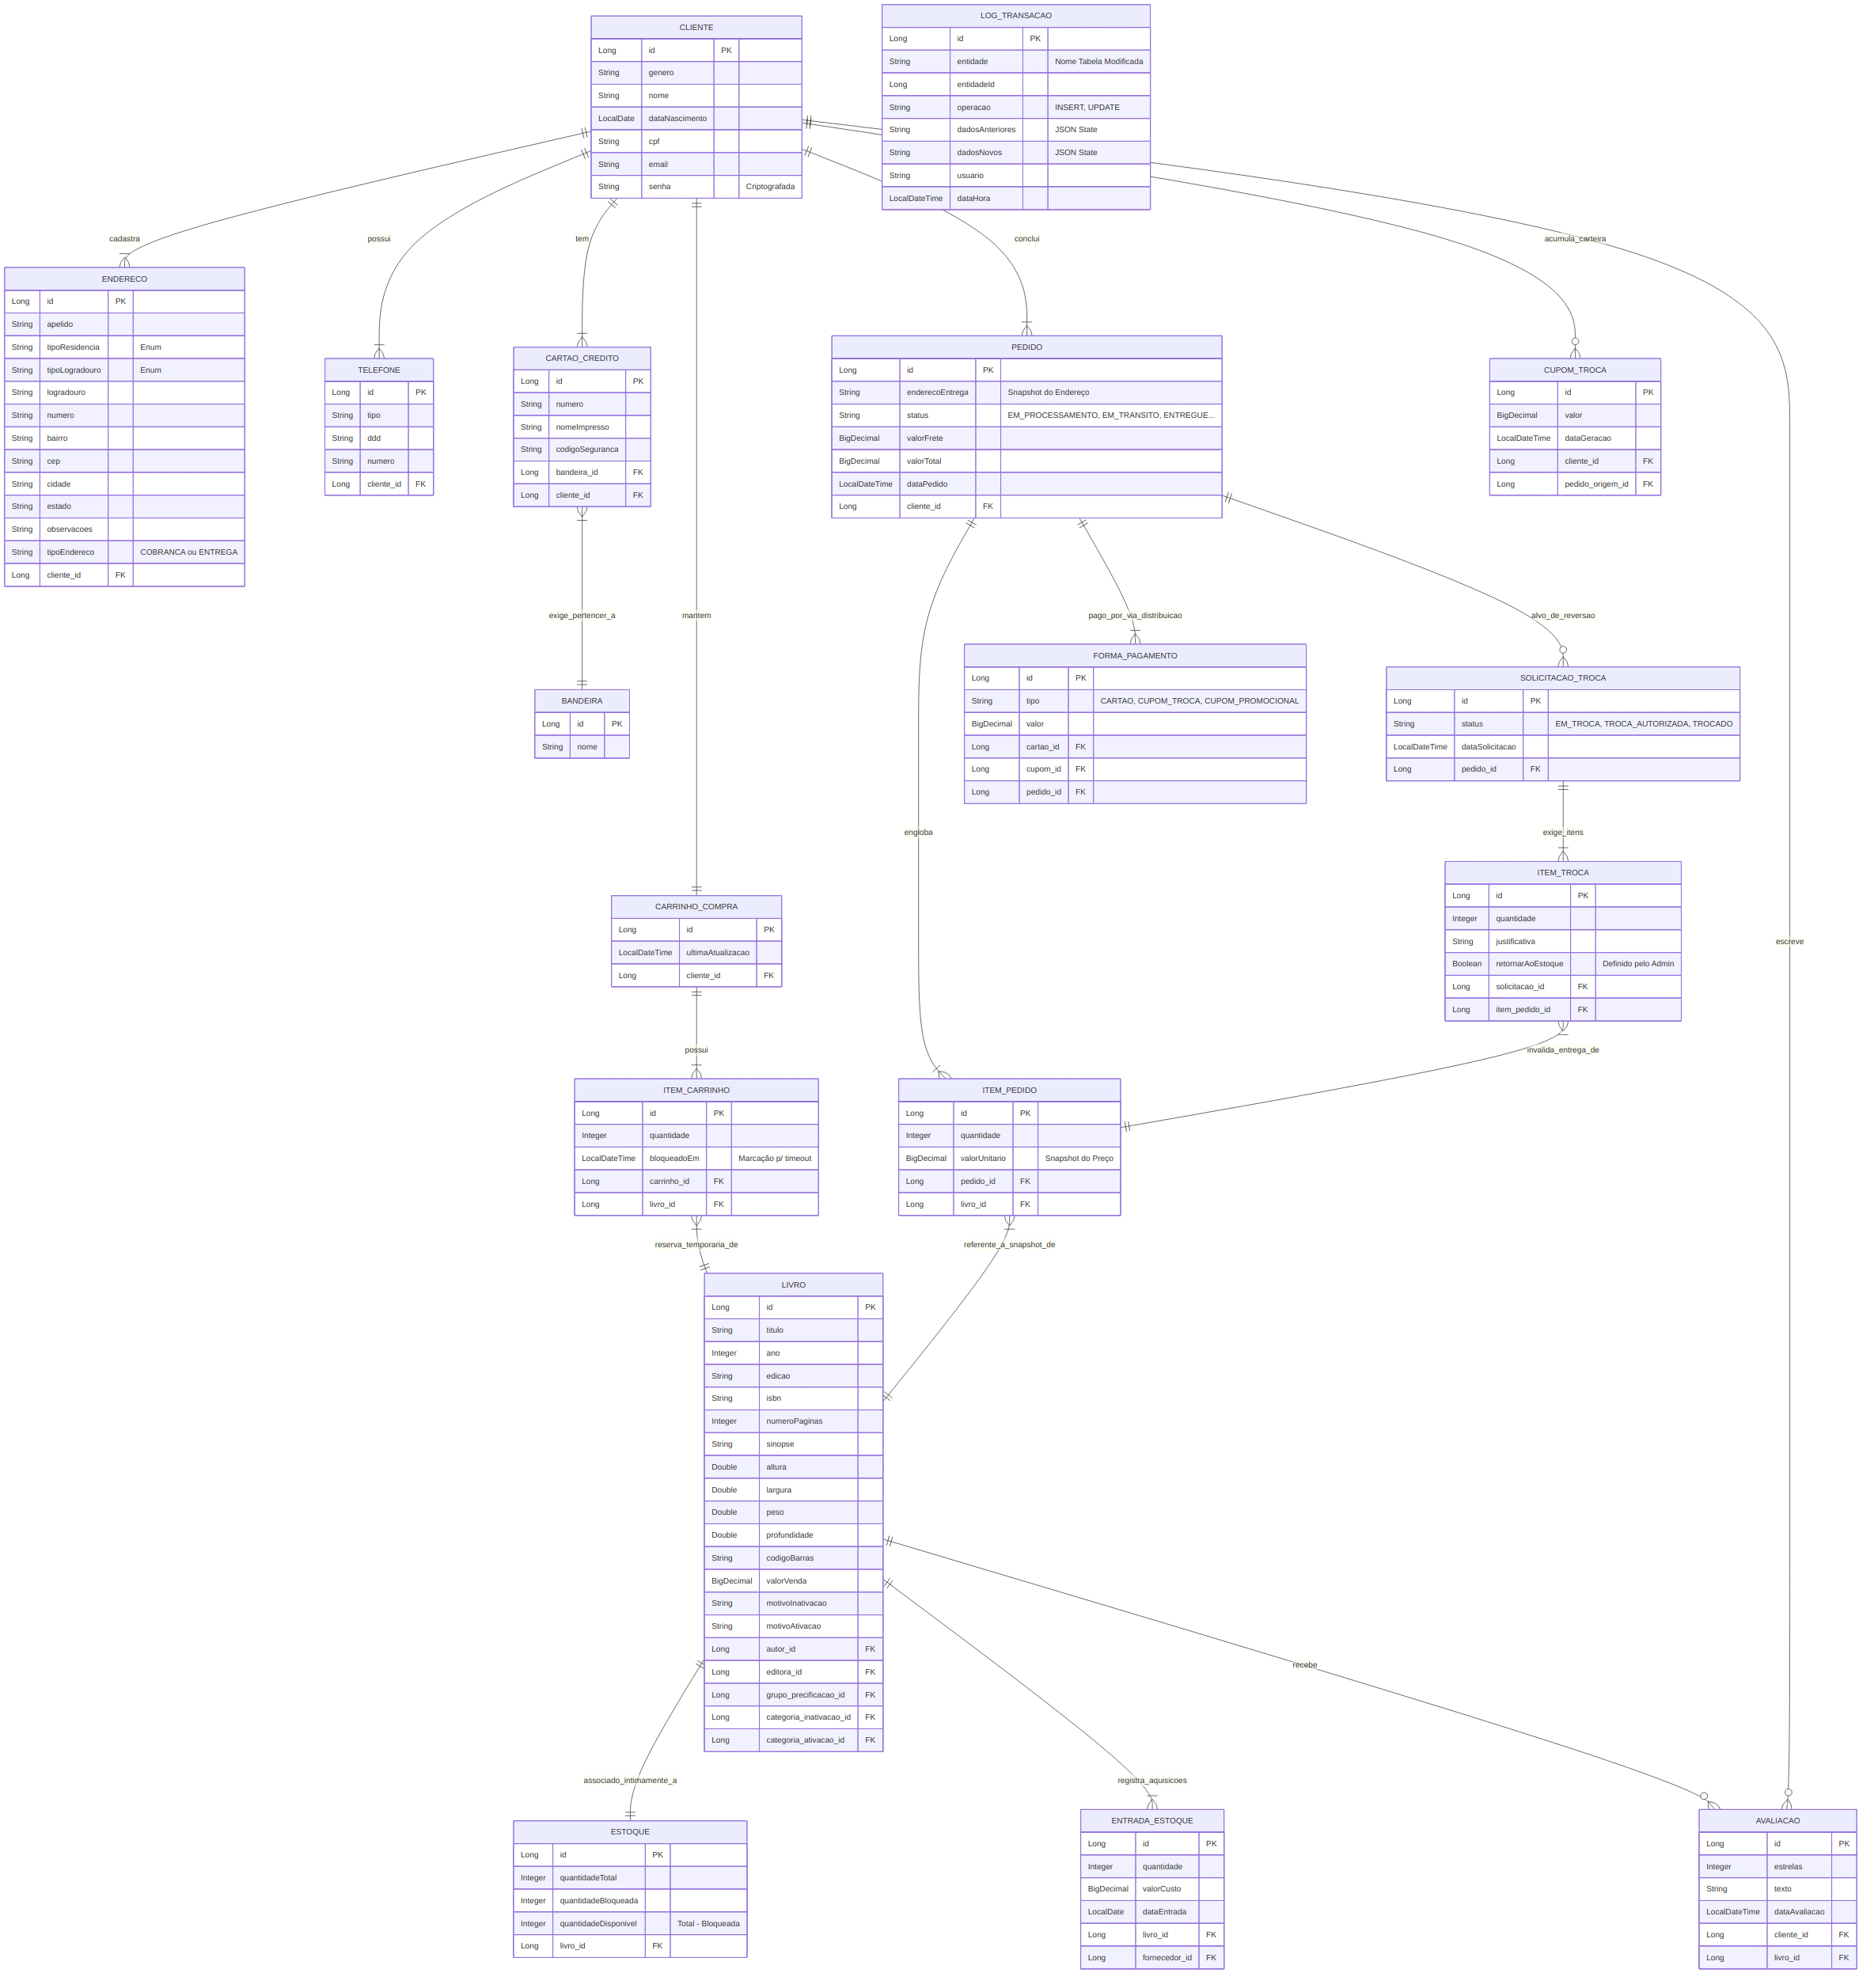 CLIENTE
Long id PK
String genero
String nome
LocalDate dataNascimento
String cpf
String email
String senha Criptografada
LOG_TRANSACAO
Long id PK
String entidade Nome Tabela Modificada
Long entidadeId
String operacao INSERT, UPDATE
String dadosAnteriores JSON State
String dadosNovos JSON State
String usuario
LocalDateTime dataHora
cadastra
possui
tem
mantem
conclui
acumula_carteira
escreve
ENDERECO
Long id PK
String apelido
String tipoResidencia Enum
String tipoLogradouro Enum
String logradouro
String numero
String bairro
String cep
String cidade
String estado
String observacoes
String tipoEndereco COBRANCA ou ENTREGA
Long cliente_id FK
TELEFONE
Long id PK
String tipo
String ddd
String numero
Long cliente_id FK
CARTAO_CREDITO
Long id PK
String numero
String nomeImpresso
String codigoSeguranca
Long bandeira_id FK
Long cliente_id FK
PEDIDO
Long id PK
String enderecoEntrega Snapshot do Endereço
String status EM_PROCESSAMENTO, EM_TRANSITO, ENTREGUE...
BigDecimal valorFrete
BigDecimal valorTotal
LocalDateTime dataPedido
Long cliente_id FK
CUPOM_TROCA
Long id PK
BigDecimal valor
LocalDateTime dataGeracao
Long cliente_id FK
Long pedido_origem_id FK
exige_pertencer_a
pago_por_via_distribuicao
alvo_de_reversao
BANDEIRA
Long id PK
String nome
FORMA_PAGAMENTO
Long id PK
String tipo CARTAO, CUPOM_TROCA, CUPOM_PROMOCIONAL
BigDecimal valor
Long cartao_id FK
Long cupom_id FK
Long pedido_id FK
SOLICITACAO_TROCA
Long id PK
String status EM_TROCA, TROCA_AUTORIZADA, TROCADO
LocalDateTime dataSolicitacao
Long pedido_id FK
engloba
exige_itens
CARRINHO_COMPRA
Long id PK
LocalDateTime ultimaAtualizacao
Long cliente_id FK
ITEM_TROCA
Long id PK
Integer quantidade
String justificativa
Boolean retornarAoEstoque Definido pelo Admin
Long solicitacao_id FK
Long item_pedido_id FK
possui
invalida_entrega_de
ITEM_CARRINHO
Long id PK
Integer quantidade
LocalDateTime bloqueadoEm Marcação p/ timeout
Long carrinho_id FK
Long livro_id FK
ITEM_PEDIDO
Long id PK
Integer quantidade
BigDecimal valorUnitario Snapshot do Preço
Long pedido_id FK
Long livro_id FK
reserva_temporaria_de
referente_a_snapshot_de
LIVRO
Long id PK
String titulo
Integer ano
String edicao
String isbn
Integer numeroPaginas
String sinopse
Double altura
Double largura
Double peso
Double profundidade
String codigoBarras
BigDecimal valorVenda
String motivoInativacao
String motivoAtivacao
Long autor_id FK
Long editora_id FK
Long grupo_precificacao_id FK
Long categoria_inativacao_id FK
Long categoria_ativacao_id FK
recebe
associado_intimamente_a
registra_aquisicoes
ESTOQUE
Long id PK
Integer quantidadeTotal
Integer quantidadeBloqueada
Integer quantidadeDisponivel Total - Bloqueada
Long livro_id FK
ENTRADA_ESTOQUE
Long id PK
Integer quantidade
BigDecimal valorCusto
LocalDate dataEntrada
Long livro_id FK
Long fornecedor_id FK
AVALIACAO
Long id PK
Integer estrelas
String texto
LocalDateTime dataAvaliacao
Long cliente_id FK
Long livro_id FK